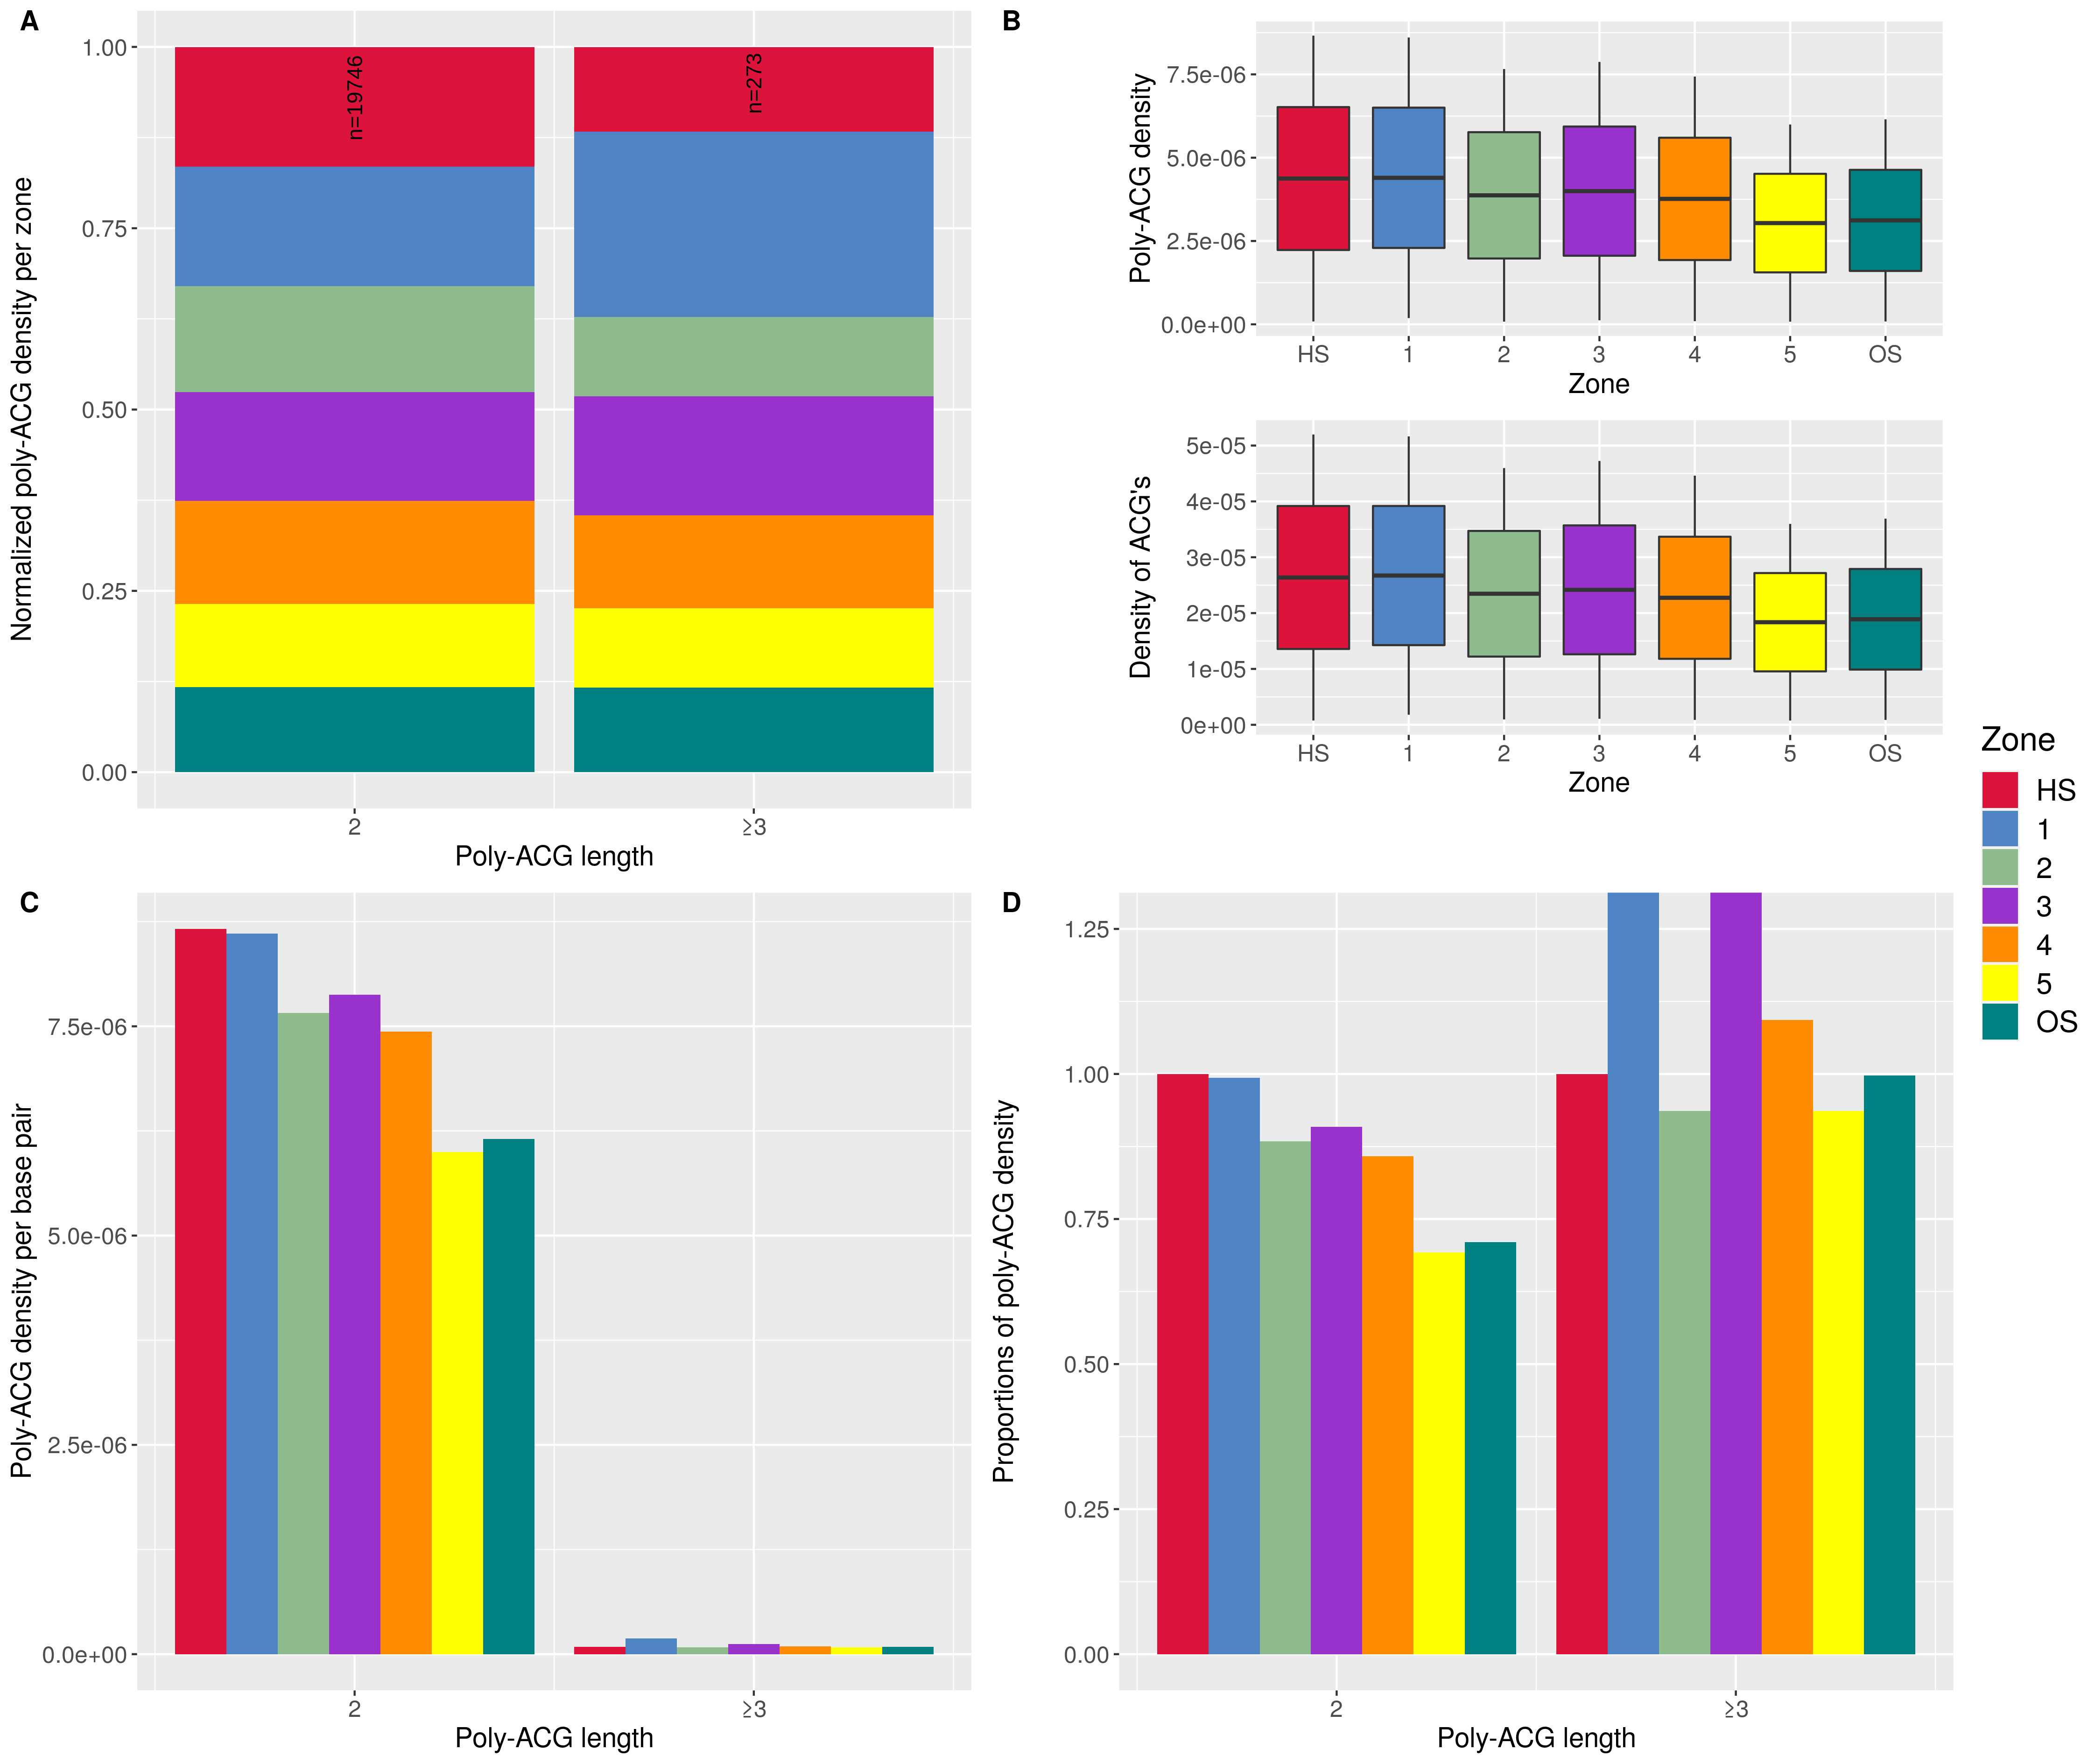 A
Normalized poly-ACG density per zone
1.00
0.75
0.50
0.25
0.00
n=19746
n=273
2
≥3
Poly-ACG length
B
Poly-ACG density
7.5e-06
5.0e-06
2.5e-06
0.0e+00
HS 1 2 3 4 5 OS
Zone
Density of ACG's
5e-05
4e-05
3e-05
2e-05
1e-05
0e+00
HS 1 2 3 4 5 OS
Zone
Zone
HS
1
2
3
4
5
OS
C
Poly-ACG density per base pair
7.5e-06
5.0e-06
2.5e-06
0.0e+00
2
≥3
Poly-ACG length
D
Proportions of poly-ACG density
1.25
1.00
0.75
0.50
0.25
0.00
2
≥3
Poly-ACG length